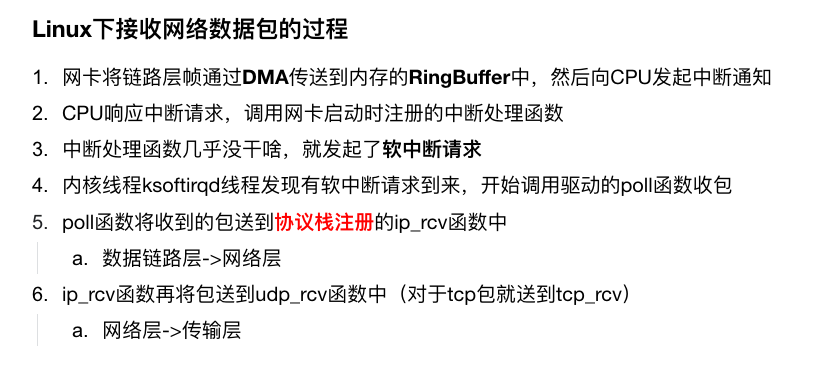 Linux下接收网络数据包的过程
1. 网卡将链路层帧通过DMA传送到内存的RingBuffer中，然后向CPU发起中断通知
2. CPU响应中断请求，调用网卡启动时注册的中断处理函数
3. 中断处理函数几乎没干啥，就发起了软中断请求
4. 内核线程ksoftirqd线程发现有软中断请求到来，开始调用驱动的poll函数收包
5. poll函数将收到的包送到协议栈注册的ip_rcv函数中
a. 数据链路层->网络层
6. ip_rcv函数再将包送到udp_rcv函数中（对于tcp包就送到tcp_rcv）
a. 网络层->传输层